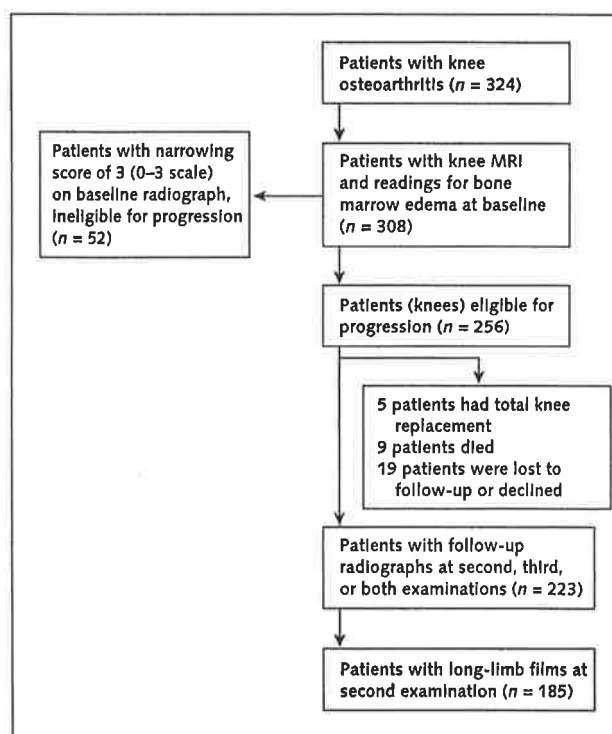 Patients with knee
osteoarthritis (n = 324)
Patients with narrowing
score of 3 (0–3 scale)
on baseline radiograph,
ineligible for progression
(n = 52)
Patients with knee MRI
and readings for bone
marrow edema at baseline
(n = 308)
Patients (knees) eligible for
progression (n = 256)
5 patients had total knee
replacement
9 patients died
19 patients were lost to
follow-up or declined
Patients with follow-up
radiographs at second, third,
or both examinations (n = 223)
Patients with long-limb films at
second examination (n = 185)